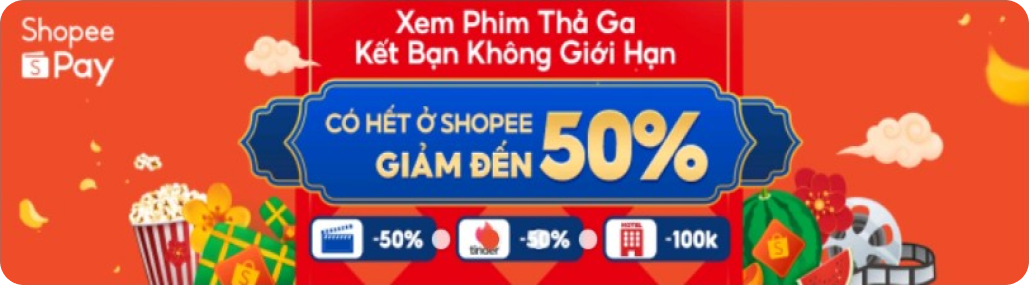 Shopee
Pay
Xem Phim Thả Ga
Kết Bạn Không Giới Hạn
CÓ HẾT Ở SHOPEE
GIẢM ĐẾN 50%
-50%
tinder
-50%
HOTEL
-100k